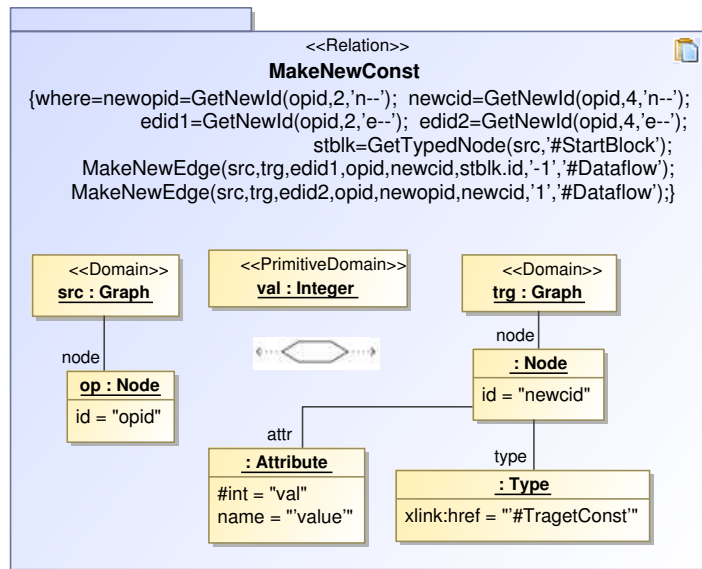 <<Relation>>
MakeNewConst
{where=newopid=GetNewId(opid,2,'n--'); newcid=GetNewId(opid,4,'n--');
edid1=GetNewId(opid,2,'e--'); edid2=GetNewId(opid,4,'e--');
stblk=GetTypedNode(src,'#StartBlock');
MakeNewEdge(src,trg,edid1,opid,newcid,stblk.id,'-1','#Dataflow');
MakeNewEdge(src,trg,edid2,opid,newopid,newcid,'1','#Dataflow');}
<<Domain>>
src : Graph
<<PrimitiveDomain>>
val : Integer
<<Domain>>
trg : Graph
node
node
op : Node
id = "opid"
: Node
id = "newcid"
attr
type
: Attribute
#int = "val"
name = "'value'"
: Type
xlink:href = "'#TragetConst'"